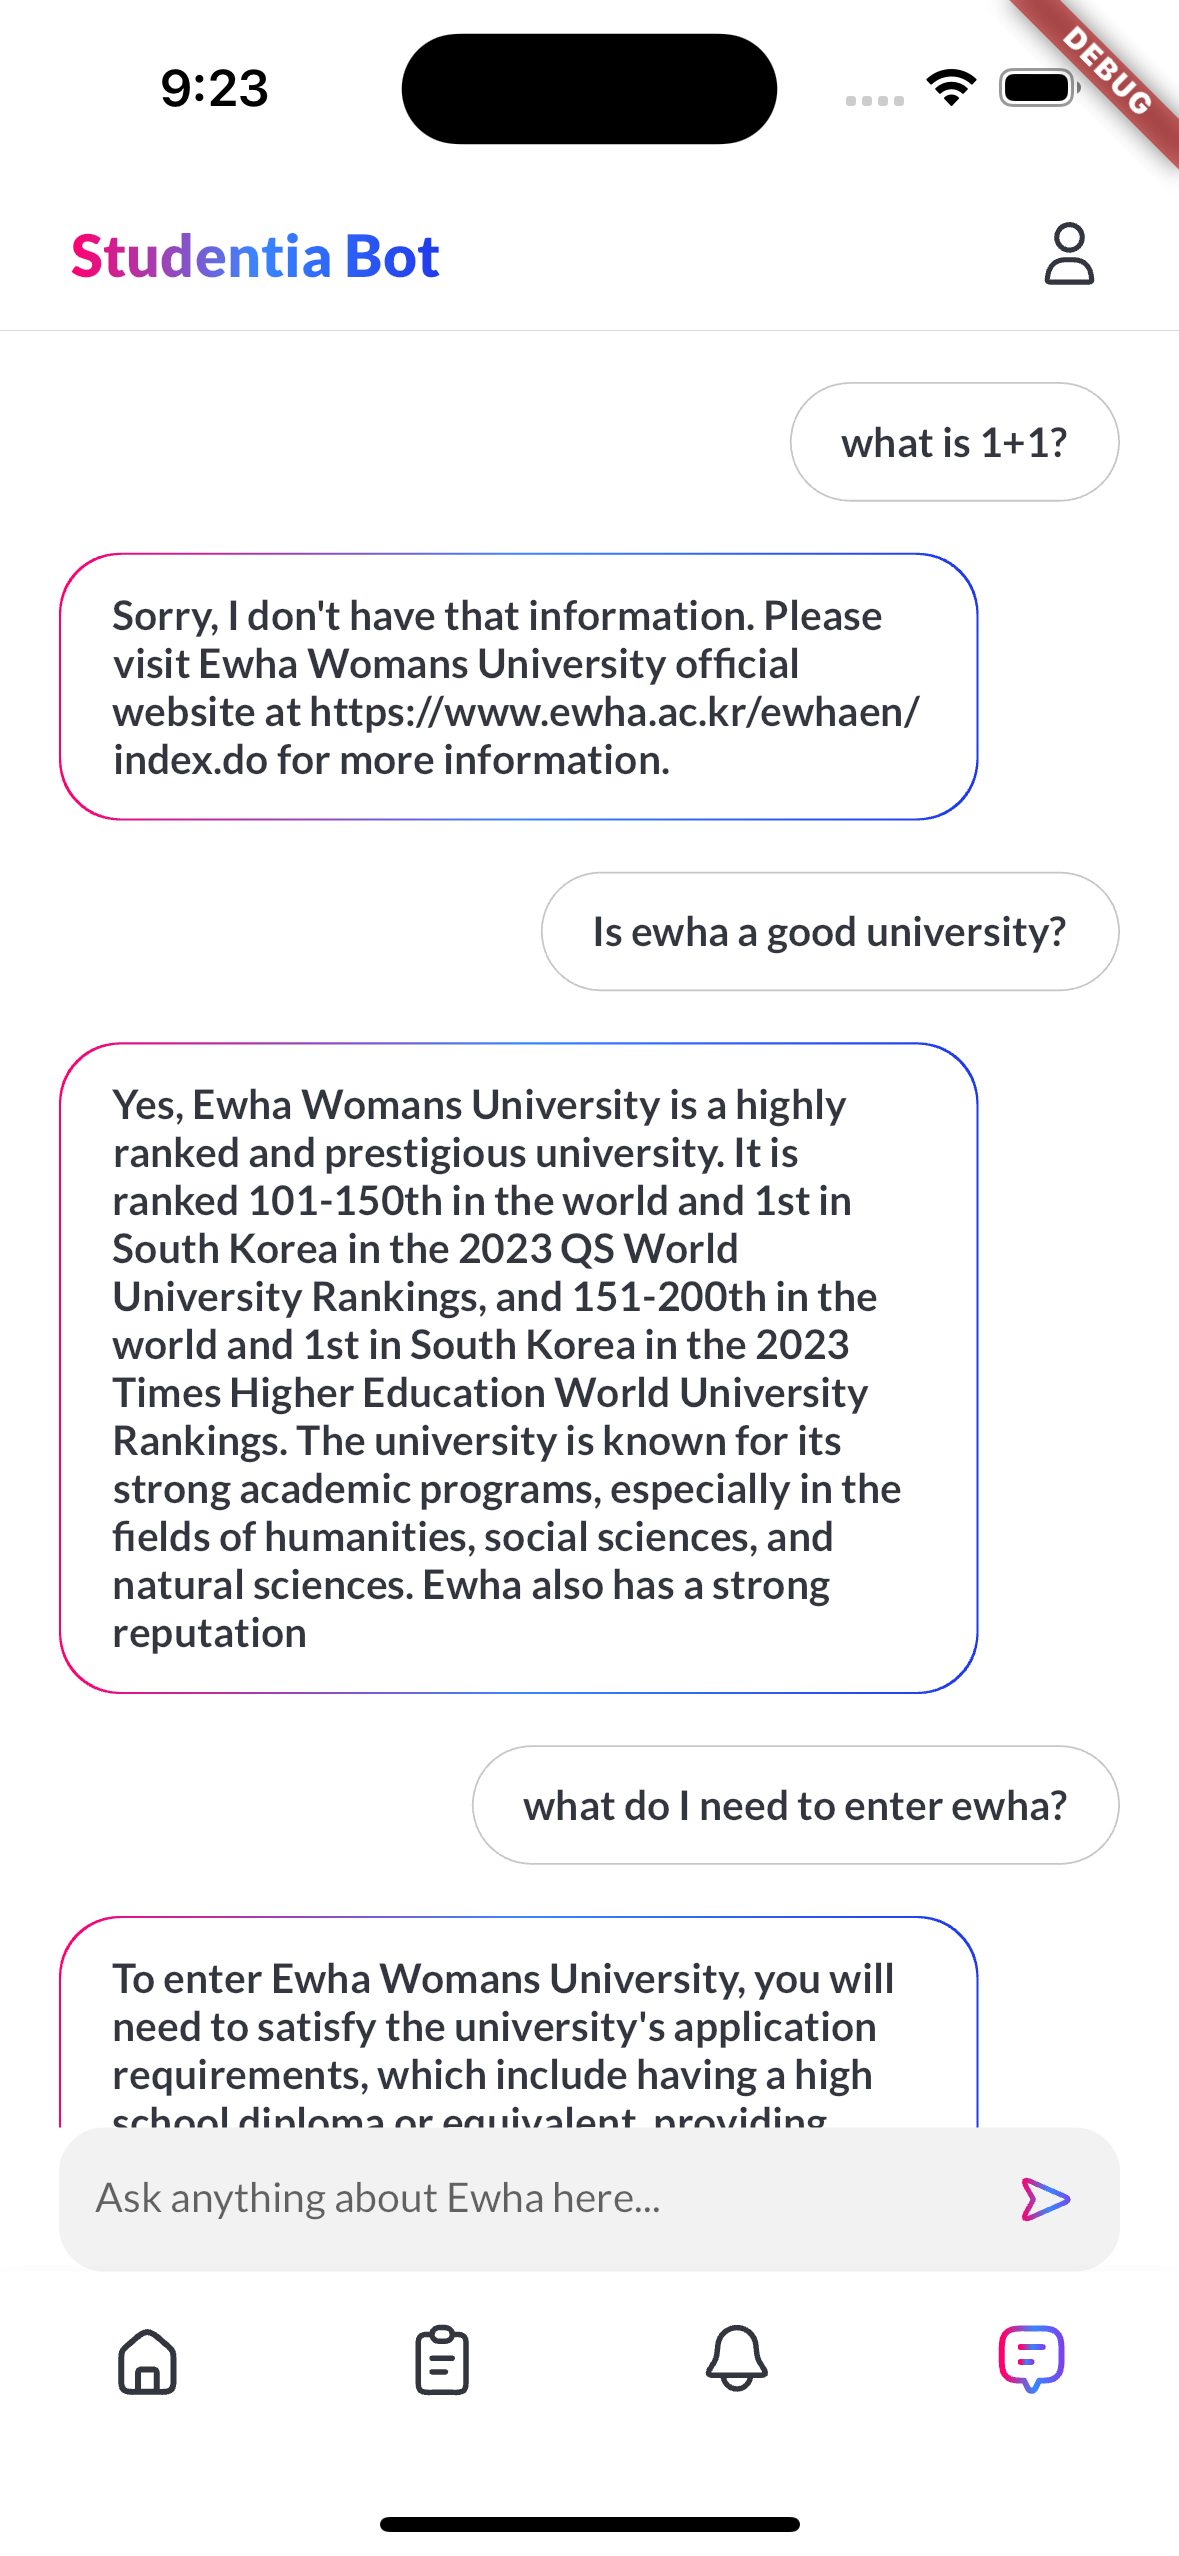 9:23
DEBUG
Studentia Bot
what is 1+1?
Sorry, I don't have that information. Please
visit Ewha Womans University official
website at https://www.ewha.ac.kr/ewhaen/
index.do for more information.
Is ewha a good university?
Yes, Ewha Womans University is a highly
ranked and prestigious university. It is
ranked 101-150th in the world and 1st in
South Korea in the 2023 QS World
University Rankings, and 151-200th in the
world and 1st in South Korea in the 2023
Times Higher Education World University
Rankings. The university is known for its
strong academic programs, especially in the
fields of humanities, social sciences, and
natural sciences. Ewha also has a strong
reputation
what do I need to enter ewha?
To enter Ewha Womans University, you will
need to satisfy the university's application
requirements, which include having a high
school diploma or equivalent, providing
Ask anything about Ewha here...